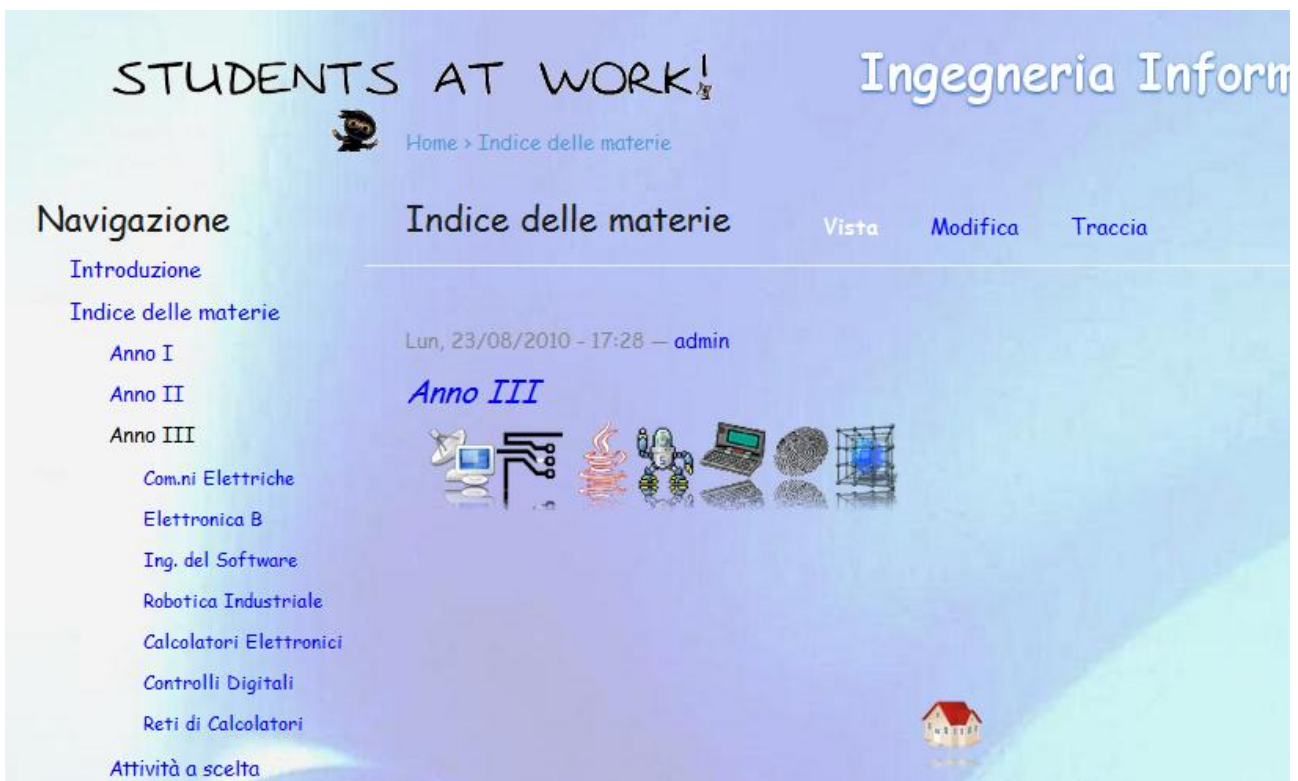 STUDENTS AT WORK!
Ingegneria Inform
Home › Indice delle materie
Navigazione
Introduzione
Indice delle materie
Anno I
Anno II
Anno III
Com.ni Elettriche
Elettronica B
Ing. del Software
Robotica Industriale
Calcolatori Elettronici
Controlli Digitali
Reti di Calcolatori
Attività a scelta
Indice delle materie
Vista Modifica Traccia
Lun, 23/08/2010 - 17:28 — admin
Anno III